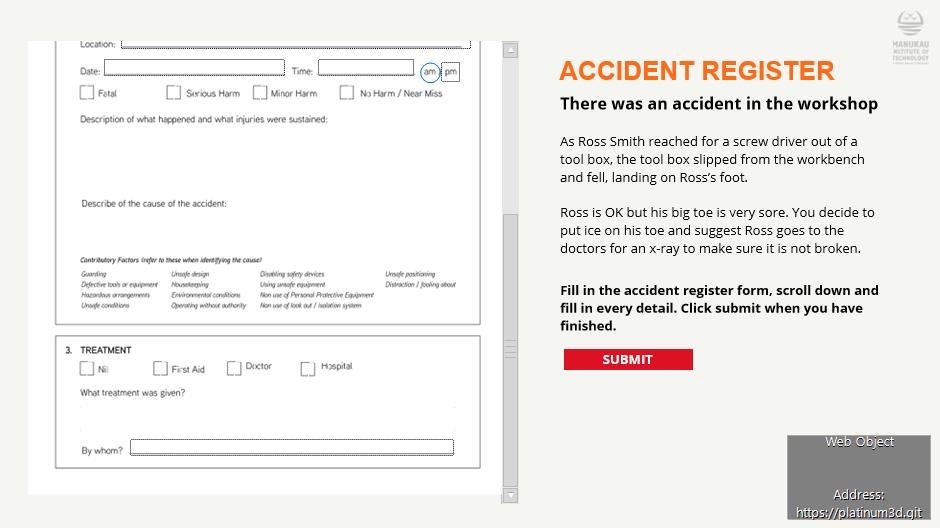 MANUKAU
INSTITUTE OF
TECHNOLOGY
Location:
Date:
Time:
am
pm
Fatal
Serious Harm
Minor Harm
No Harm / Near Miss
Description of what happened and what injuries were sustained:
Describe of the cause of the accident:
Contributory Factors (refer to these when identifying the cause)
Guarding
Unsafe design
Disabling safety devices
Unsafe positioning
Defective tools or equipment
Housekeeping
Using unsafe equipment
Distraction / fooling about
Hazardous arrangements
Environmental conditions
Non use of Personal Protective Equipment
Unsafe conditions
Operating without authority
Non use of lock out / isolation system
3. TREATMENT
Nil
First Aid
Doctor
Hospital
What treatment was given?
By whom?
ACCIDENT REGISTER
There was an accident in the workshop
As Ross Smith reached for a screw driver out of a
tool box, the tool box slipped from the workbench
and fell, landing on Ross’s foot.
Ross is OK but his big toe is very sore. You decide to
put ice on his toe and suggest Ross goes to the
doctors for an x-ray to make sure it is not broken.
Fill in the accident register form, scroll down and
fill in every detail. Click submit when you have
finished.
SUBMIT
Web Object
Address:
https://platinum3d.git